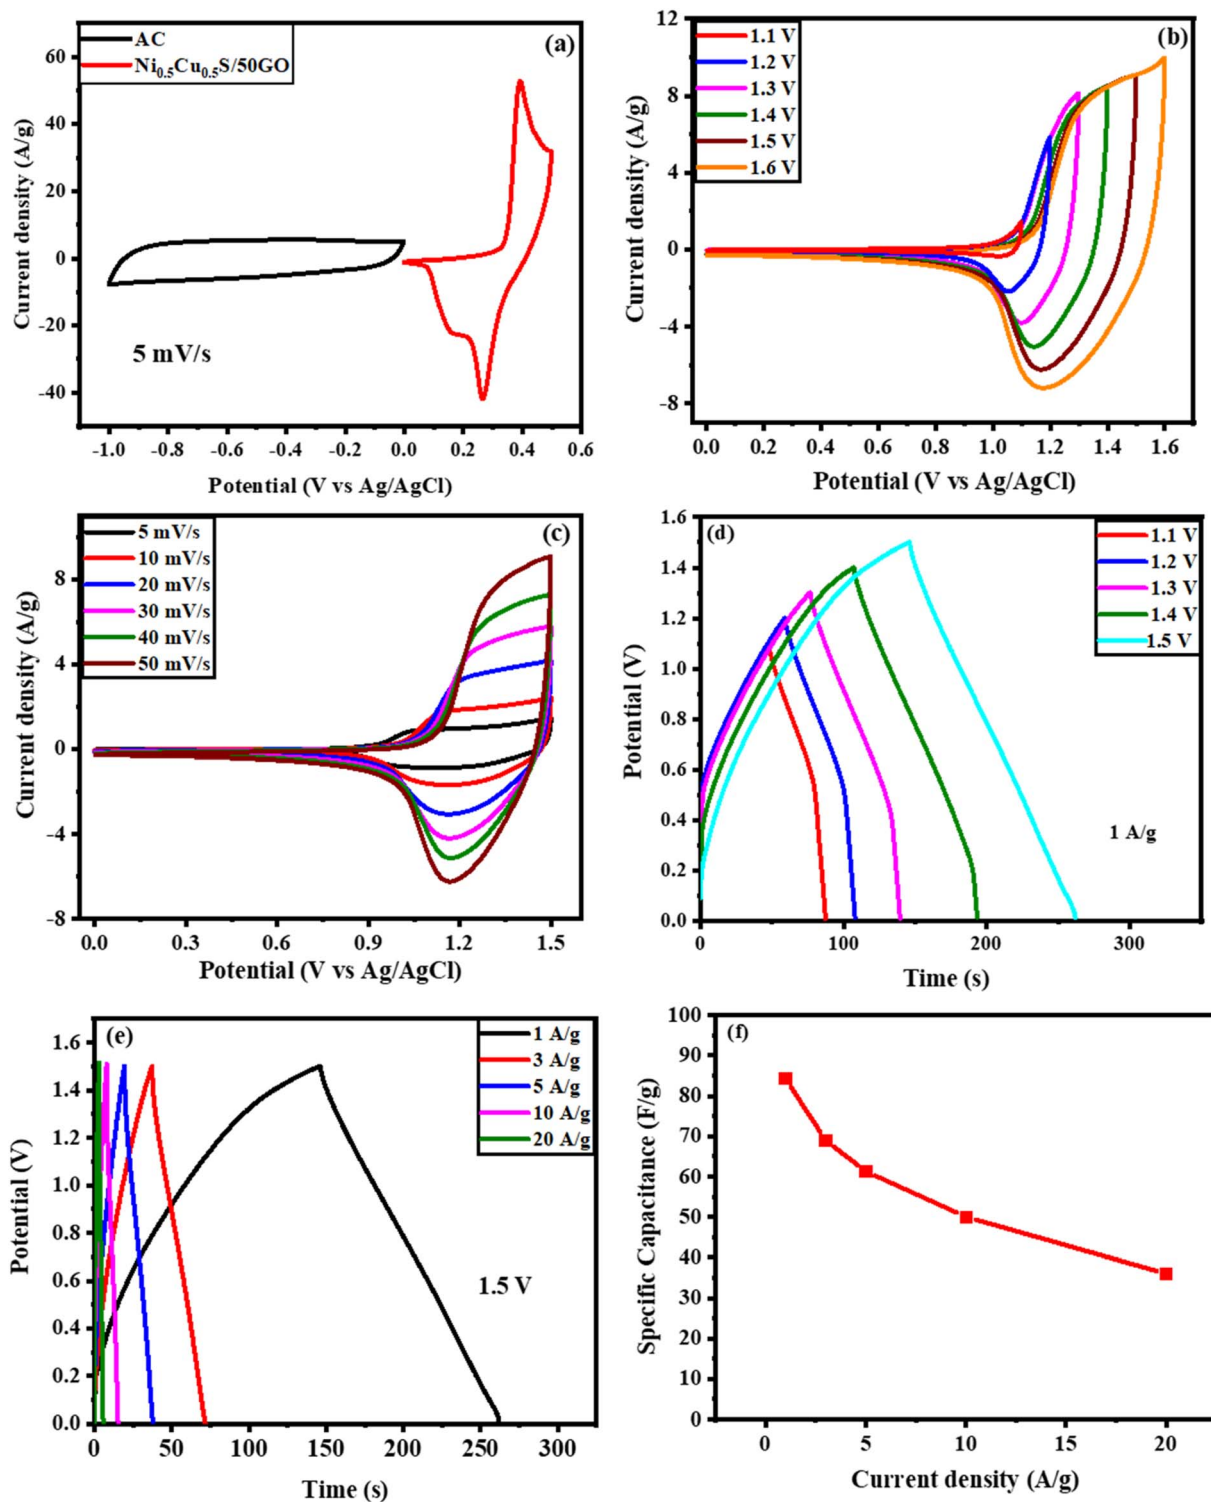 (a)
AC
Ni0.5Cu0.5S/50GO
60
40
20
0
-20
-40
5 mV/s
-1.0 -0.8 -0.6 -0.4 -0.2 0.0 0.2 0.4 0.6
Current density (A/g)
Potential (V vs Ag/AgCl)
(b)
1.1 V
1.2 V
1.3 V
1.4 V
1.5 V
1.6 V
12
8
4
0
-4
-8
0.0 0.2 0.4 0.6 0.8 1.0 1.2 1.4 1.6
Current density (A/g)
Potential (V vs Ag/AgCl)
(c)
5 mV/s
10 mV/s
20 mV/s
30 mV/s
40 mV/s
50 mV/s
8
4
0
-4
-8
0.0 0.3 0.6 0.9 1.2 1.5
Current density (A/g)
Potential (V vs Ag/AgCl)
(d)
1.1 V
1.2 V
1.3 V
1.4 V
1.5 V
1.6
1.4
1.2
1.0
0.8
0.6
0.4
0.2
0.0
1 A/g
0 100 200 300
Potential (V)
Time (s)
(e)
1 A/g
3 A/g
5 A/g
10 A/g
20 A/g
1.6
1.4
1.2
1.0
0.8
0.6
0.4
0.2
0.0
1.5 V
0 50 100 150 200 250 300
Potential (V)
Time (s)
(f)
100
90
80
70
60
50
40
30
20
10
0
0 5 10 15 20
Specific Capacitance (F/g)
Current density (A/g)